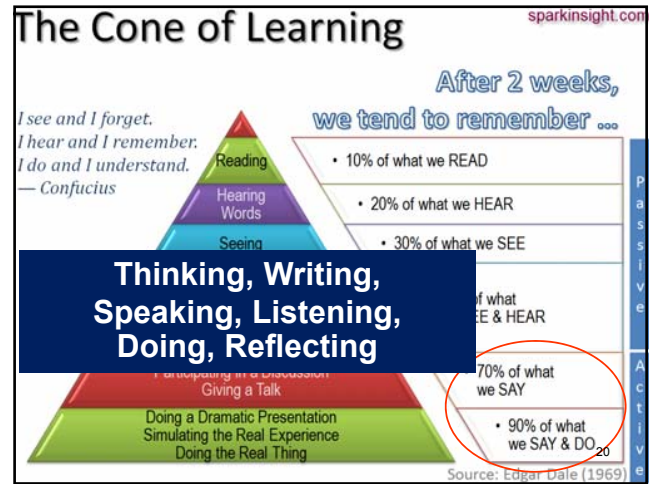 The Cone of Learning
sparkinsight.com
After 2 weeks,
we tend to remember ...
I see and I forget.
I hear and I remember.
I do and I understand.
— Confucius
Reading
• 10% of what we READ
Hearing
Words
• 20% of what we HEAR
Seeing
• 30% of what we SEE
Thinking, Writing,
Speaking, Listening,
Doing, Reflecting
of what
& HEAR
Participating in a Discussion
Giving a Talk
70% of what
we SAY
Doing a Dramatic Presentation
Simulating the Real Experience
Doing the Real Thing
• 90% of what
we SAY & DO
20
Passive
Active
Source: Edgar Dale (1969)